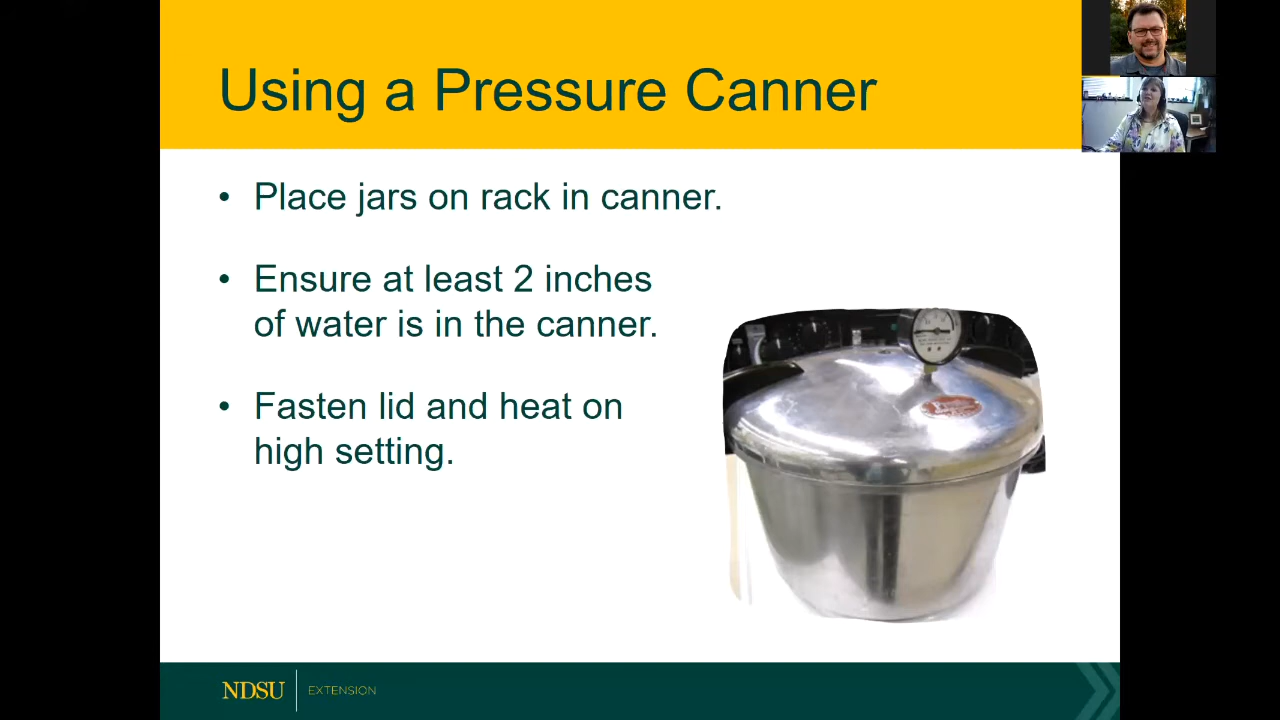 Using a Pressure Canner
• Place jars on rack in canner.
• Ensure at least 2 inches
of water is in the canner.
• Fasten lid and heat on
high setting.
NDSU
EXTENSION